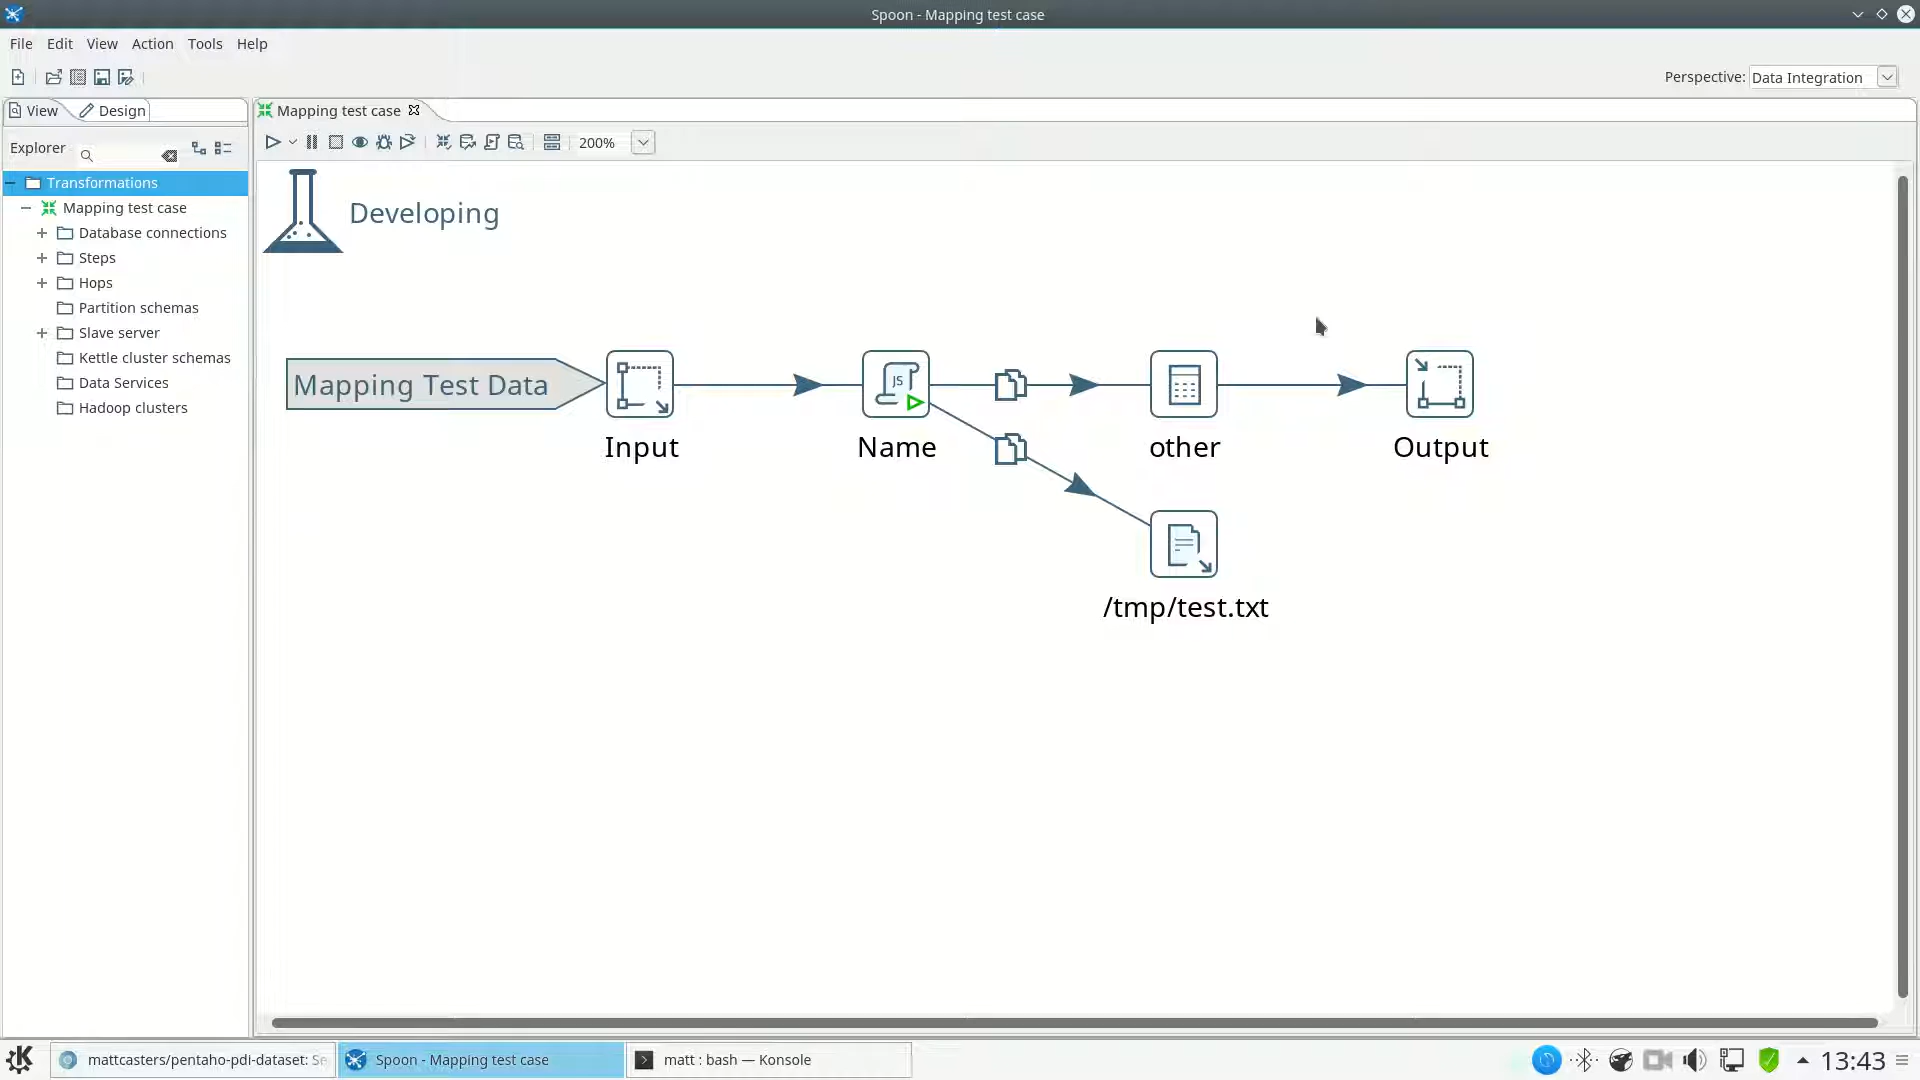 Spoon - Mapping test case
File Edit View Action Tools Help
Perspective: Data Integration
View Design
Mapping test case
Explorer
200%
Transformations
Mapping test case
Database connections
Steps
Hops
Partition schemas
Slave server
Kettle cluster schemas
Data Services
Hadoop clusters
Developing
Mapping Test Data
JS
Input Name other Output
/tmp/test.txt
mattcasters/pentaho-pdi-dataset: Se
Spoon - Mapping test case
matt : bash — Konsole
13:43